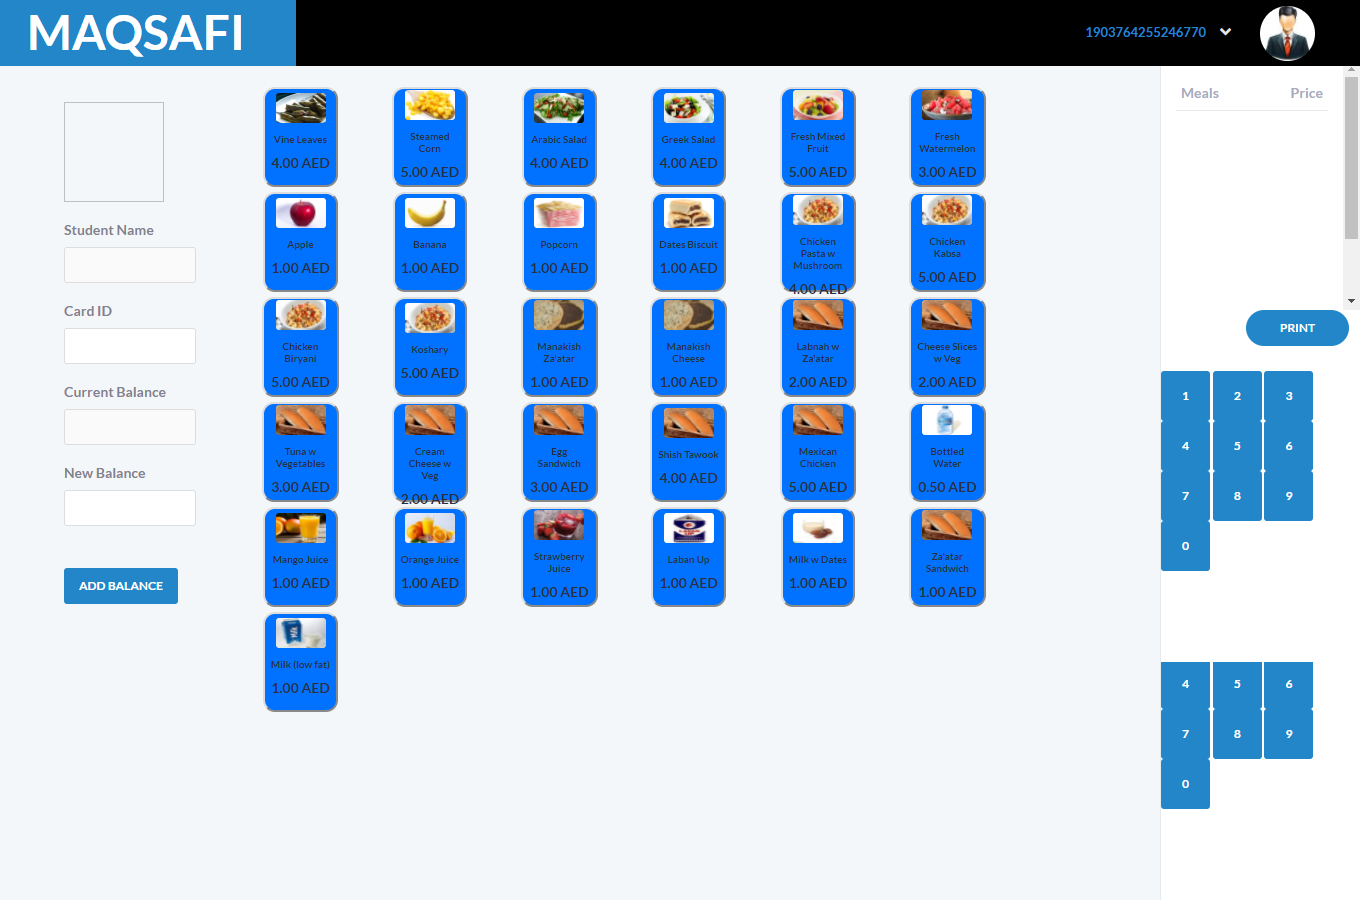 MAQSAFI
1903764255246770
Student Name
Card ID
Current Balance
New Balance
ADD BALANCE
Vine Leaves
4.00 AED
Steamed
Corn
5.00 AED
Arabic Salad
4.00 AED
Greek Salad
4.00 AED
Fresh Mixed
Fruit
5.00 AED
Fresh
Watermelon
3.00 AED
Apple
1.00 AED
Banana
1.00 AED
Popcorn
1.00 AED
Dates Biscuit
1.00 AED
Chicken
Pasta w
Mushroom
4.00 AED
Chicken
Kabsa
5.00 AED
Chicken
Biryani
5.00 AED
Koshary
5.00 AED
Manakish
Za'atar
1.00 AED
Manakish
Cheese
1.00 AED
Labnah w
Za'atar
2.00 AED
Cheese Slices
w Veg
2.00 AED
Tuna w
Vegetables
3.00 AED
Cream
Cheese w
Veg
2.00 AED
Egg
Sandwich
3.00 AED
Shish Tawook
4.00 AED
Mexican
Chicken
5.00 AED
Bottled
Water
0.50 AED
Mango Juice
1.00 AED
Orange Juice
1.00 AED
Strawberry
Juice
1.00 AED
Laban Up
1.00 AED
Milk w Dates
1.00 AED
Za'atar
Sandwich
1.00 AED
Milk (low fat)
1.00 AED
Meals Price
PRINT
1 2 3
4 5 6
7 8 9
0
4 5 6
7 8 9
0